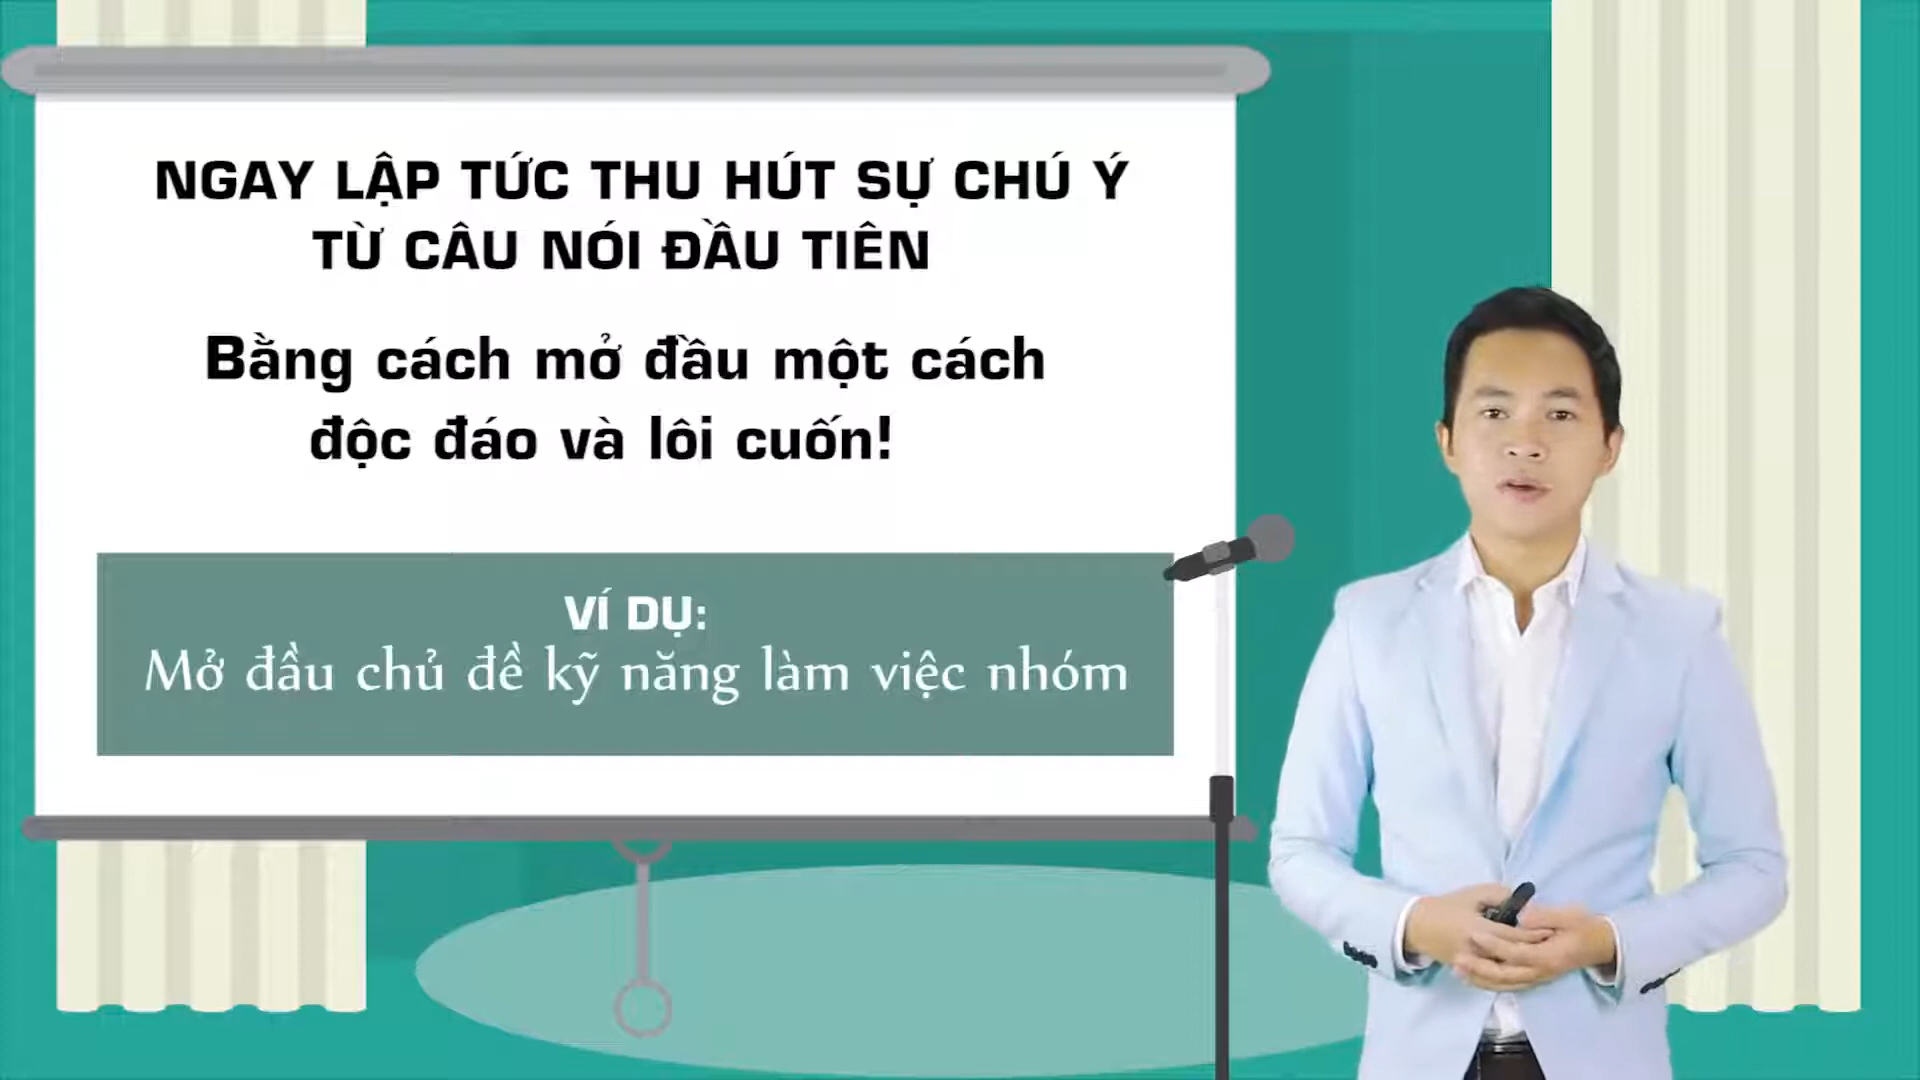 NGAY LẬP TỨC THU HÚT SỰ CHÚ Ý
TỪ CÂU NÓI ĐẦU TIÊN
Bằng cách mở đầu một cách
độc đáo và lôi cuốn!
VÍ DỤ:
Mở đầu chủ đề kỹ năng làm việc nhóm